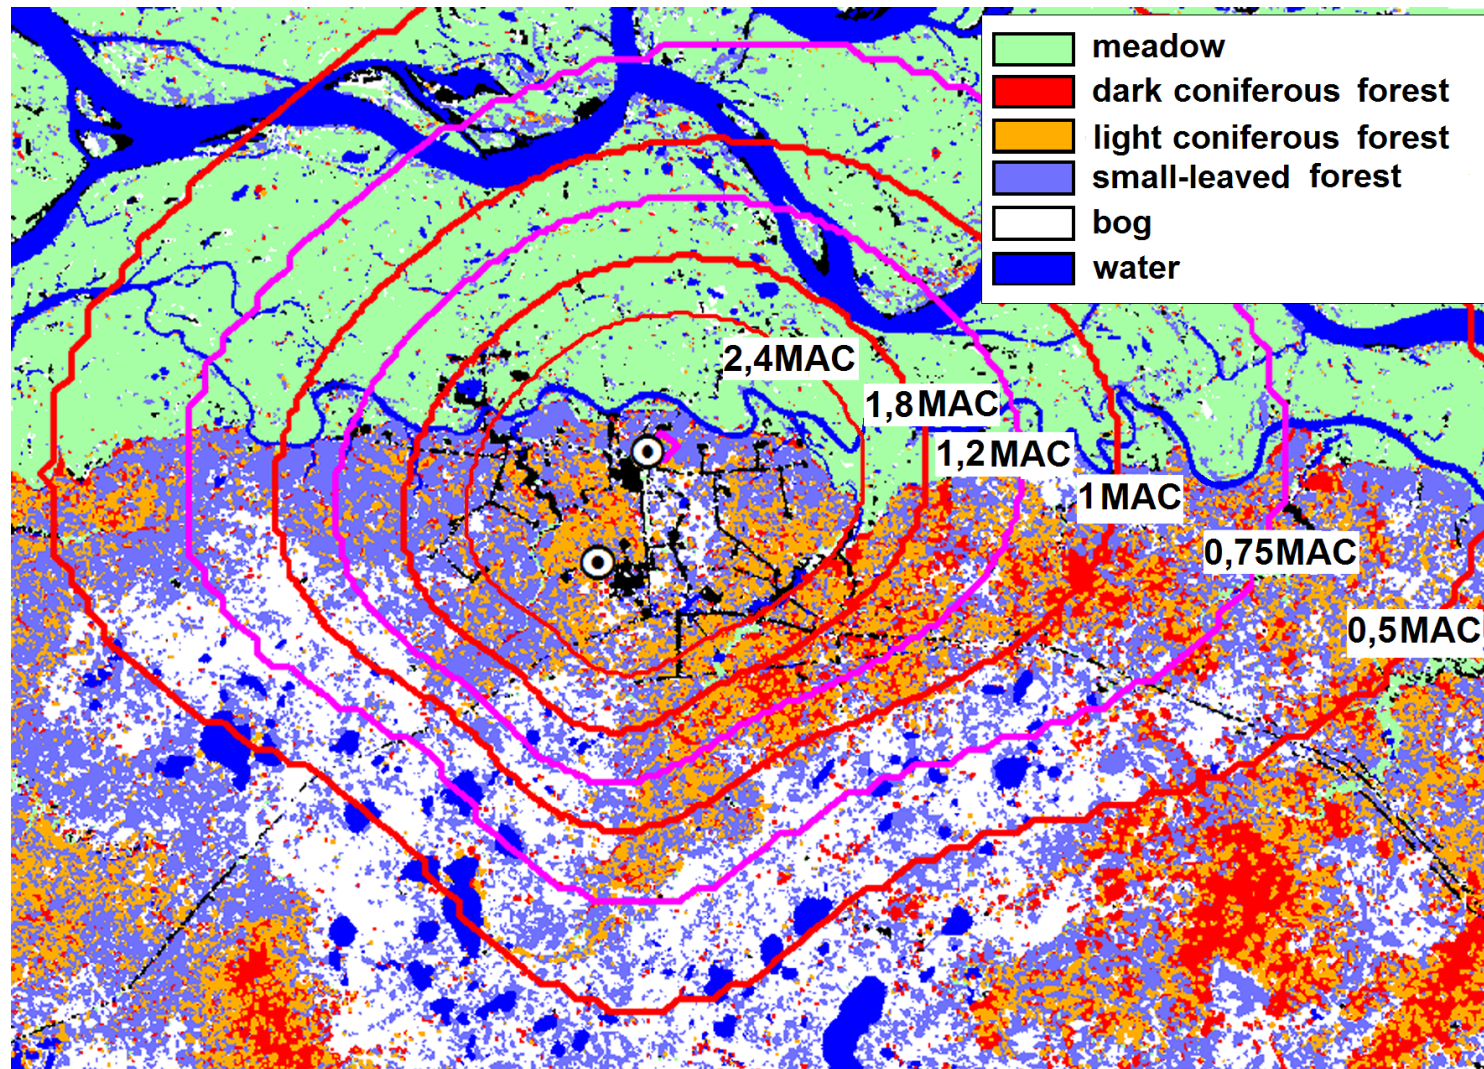 meadow
dark coniferous forest
light coniferous forest
small-leaved forest
bog
water
2,4MAC
1,8MAC
1,2MAC
1MAC
0,75MAC
0,5MAC